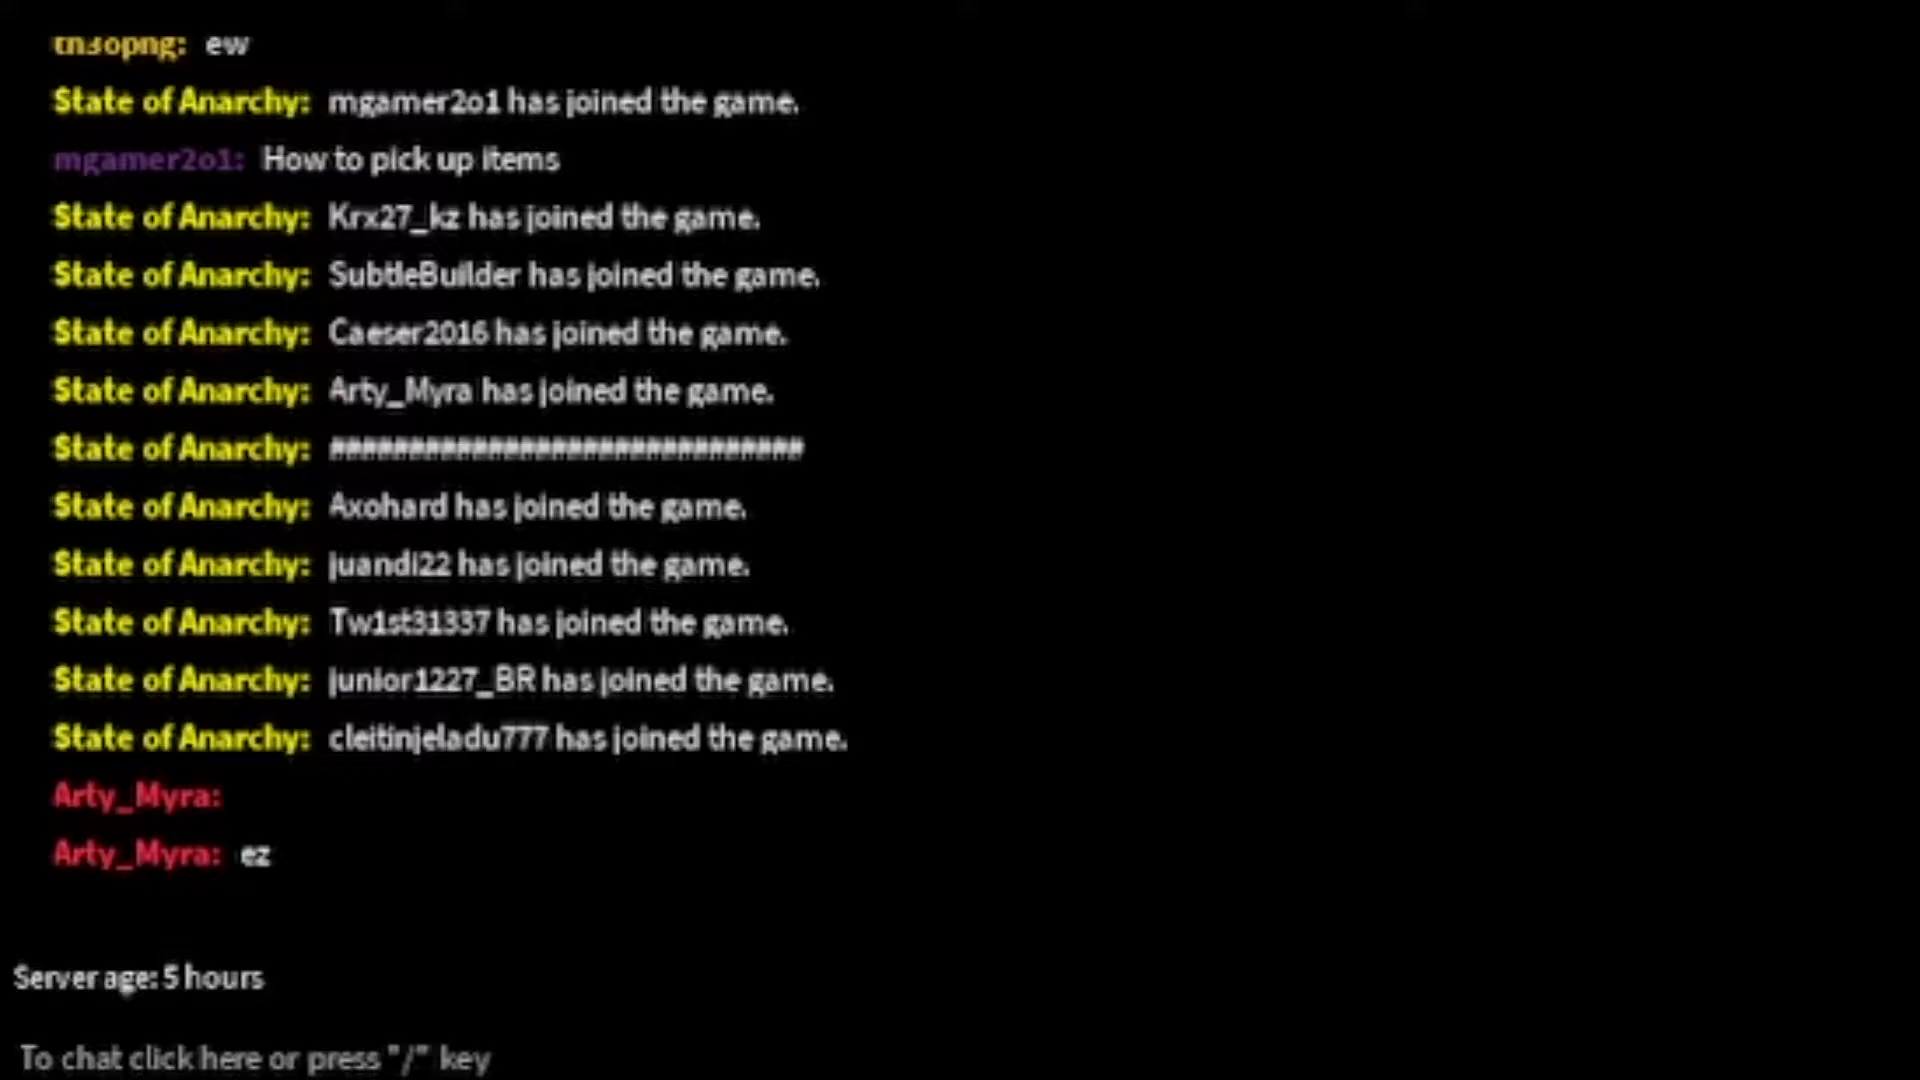 tn3opng: ew
State of Anarchy: mgamer2o1 has joined the game.
mgamer2o1: How to pick up items
State of Anarchy: Krx27_kz has joined the game.
State of Anarchy: SubtleBuilder has joined the game.
State of Anarchy: Caeser2016 has joined the game.
State of Anarchy: Arty_Myra has joined the game.
State of Anarchy: ##############################
State of Anarchy: Axohard has joined the game.
State of Anarchy: juandi22 has joined the game.
State of Anarchy: Tw1st31337 has joined the game.
State of Anarchy: junior1227_BR has joined the game.
State of Anarchy: cleitinjeladu777 has joined the game.
Arty_Myra:
Arty_Myra: ez
Server age: 5 hours
To chat click here or press "/" key